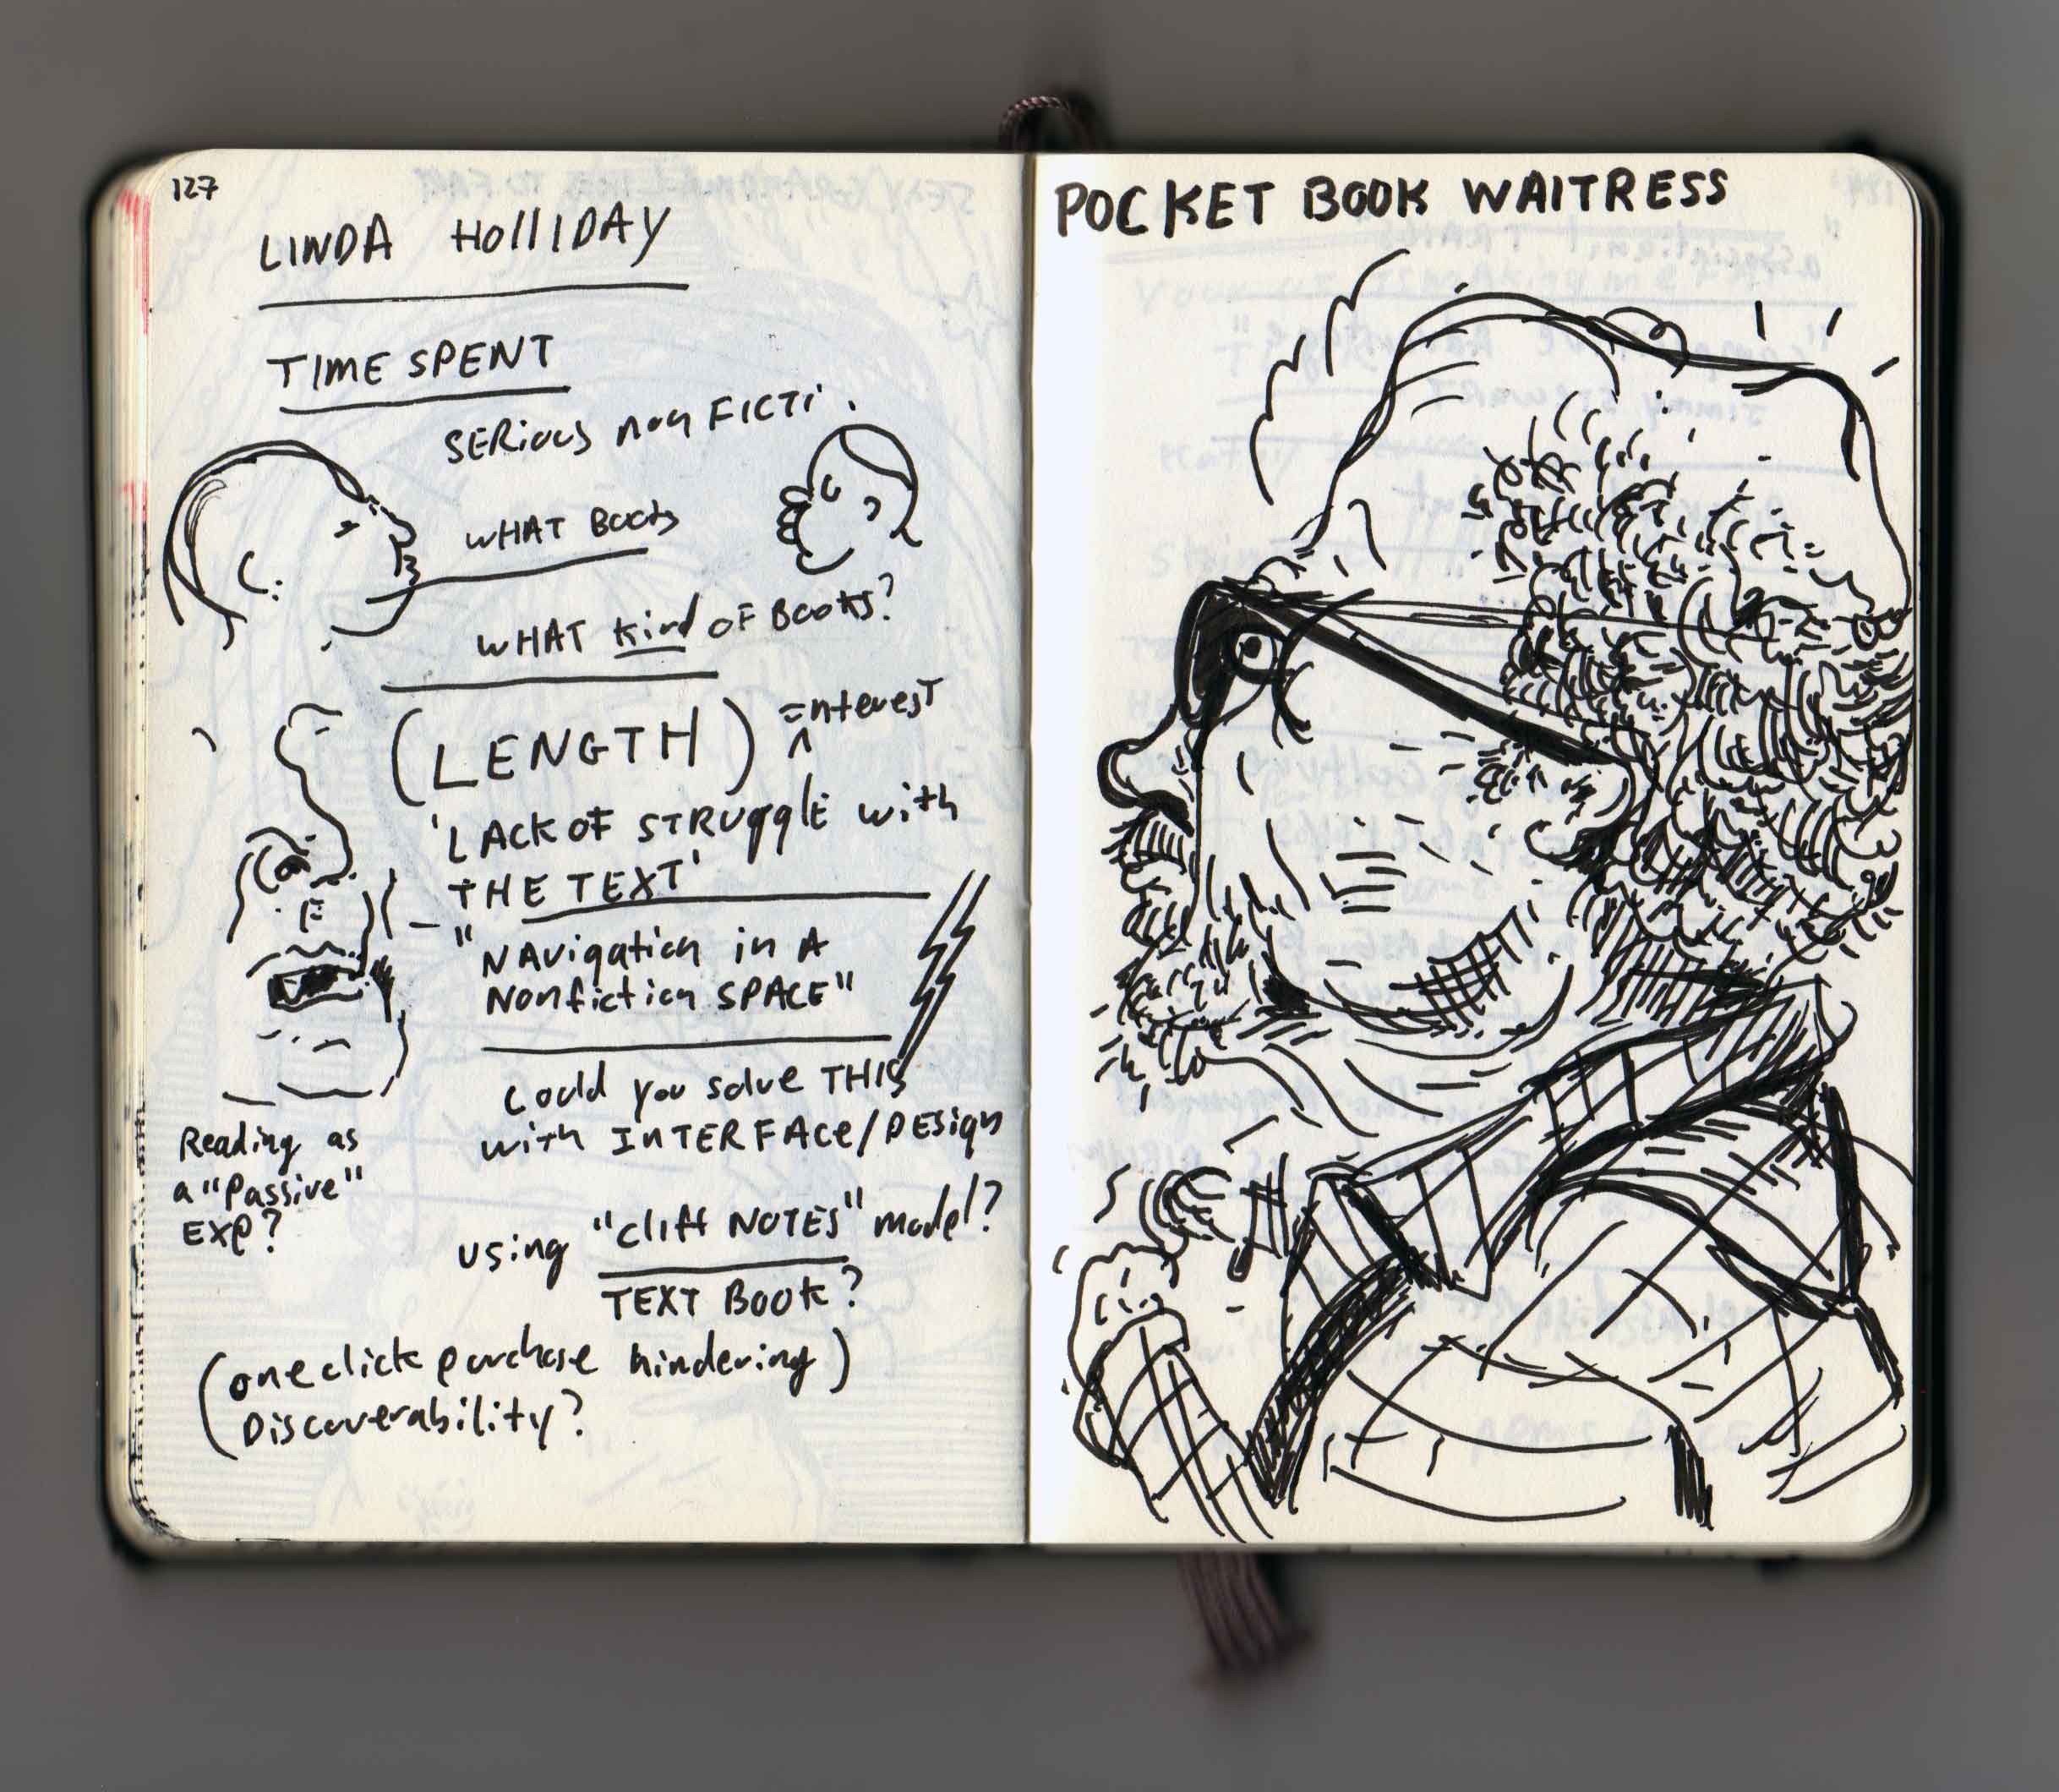 127
LINDA HOLLIDAY
TIME SPENT
SERIOUS NON FICTI.
WHAT BOOKS
WHAT Kind OF BOOKS?
(LENGTH)
interest
'LACK OF STRUGGLE with
THE TEXT'
"NAVigation in A
Nonfiction SPACE"
Could you solve THIS
with INTERFACE/DESIGN
Reading as
a "Passive"
EXP?
using "Cliff NOTES" model?
TEXT BOOK?
(one click purchase hindering)
Discoverability?
POCKET BOOK WAITRESS